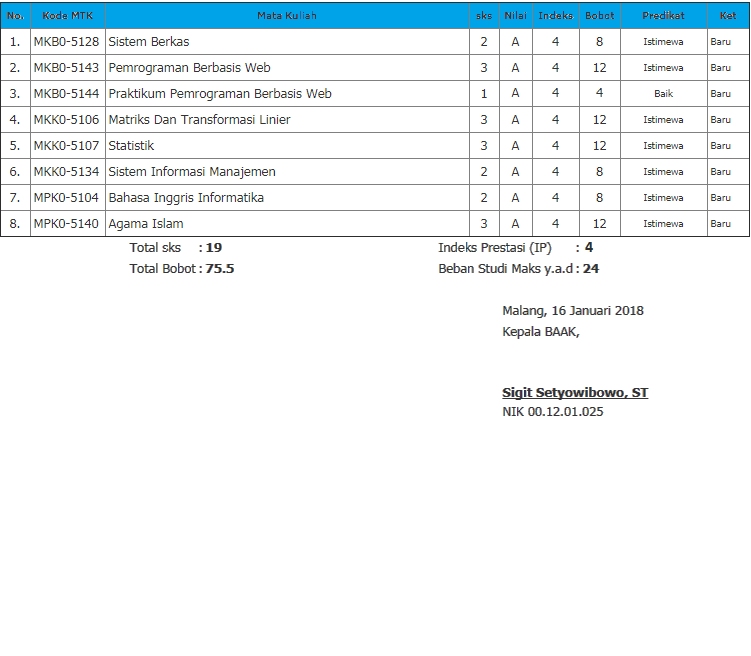 No. Kode MTK Mata Kuliah sks Nilai Indeks Bobot Predikat Ket
1. MKB0-5128 Sistem Berkas 2 A 4 8 Istimewa Baru
2. MKB0-5143 Pemrograman Berbasis Web 3 A 4 12 Istimewa Baru
3. MKB0-5144 Praktikum Pemrograman Berbasis Web 1 A 4 4 Baik Baru
4. MKK0-5106 Matriks Dan Transformasi Linier 3 A 4 12 Istimewa Baru
5. MKK0-5107 Statistik 3 A 4 12 Istimewa Baru
6. MKK0-5134 Sistem Informasi Manajemen 2 A 4 8 Istimewa Baru
7. MPK0-5104 Bahasa Inggris Informatika 2 A 4 8 Istimewa Baru
8. MPK0-5140 Agama Islam 3 A 4 12 Istimewa Baru
Total sks : 19 Indeks Prestasi (IP) : 4
Total Bobot : 75.5 Beban Studi Maks y.a.d : 24
Malang, 16 Januari 2018
Kepala BAAK,
Sigit Setyowibowo, ST
NIK 00.12.01.025